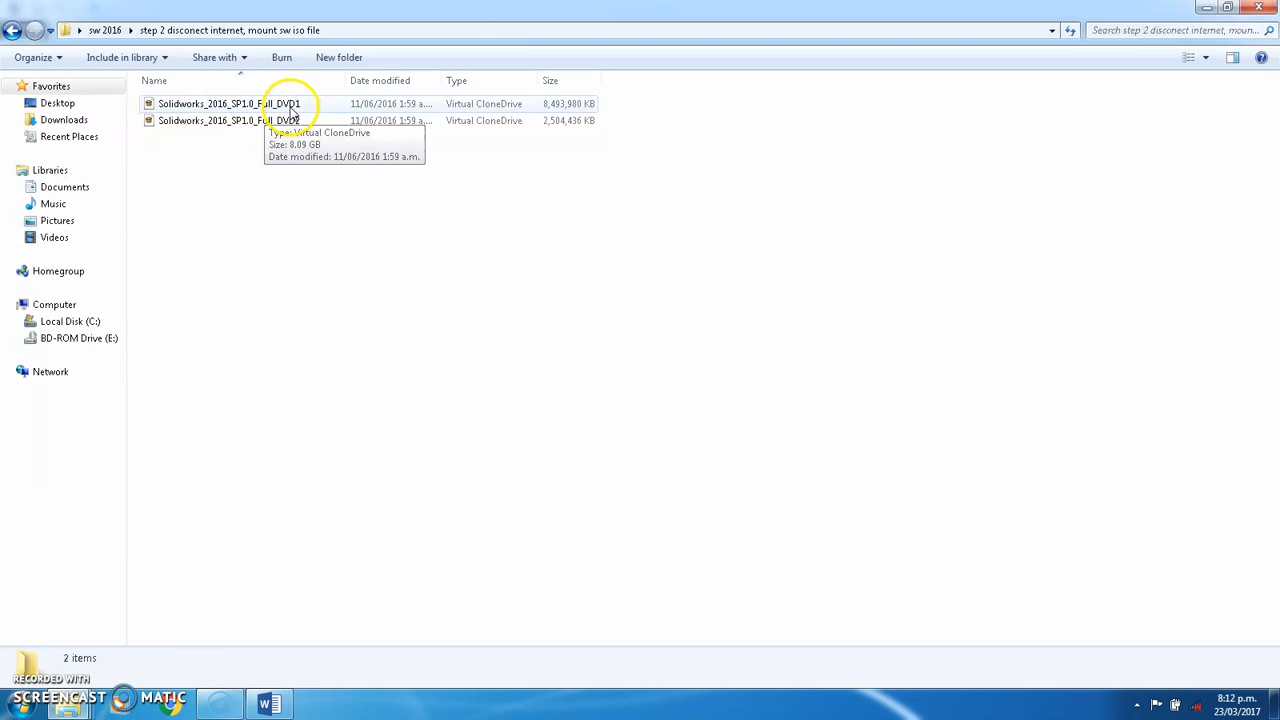 sw 2016 step 2 disconect internet, mount sw iso file Search step 2 disconect internet, moun...
Organize Include in library Share with Burn New folder
Favorites
Desktop
Downloads
Recent Places
Libraries
Documents
Music
Pictures
Videos
Homegroup
Computer
Local Disk (C:)
BD-ROM Drive (E:)
Network
Name Date modified Type Size
Solidworks_2016_SP1.0_Full_DVD1 11/06/2016 1:59 a.... Virtual CloneDrive 8,493,980 KB
Solidworks_2016_SP1.0_Full_DVD2 11/06/2016 1:59 a.... Virtual CloneDrive 2,504,436 KB
Type: Virtual CloneDrive
Size: 8.09 GB
Date modified: 11/06/2016 1:59 a.m.
2 items
RECORDED WITH
SCREENCAST MATIC
8:12 p.m.
23/03/2017